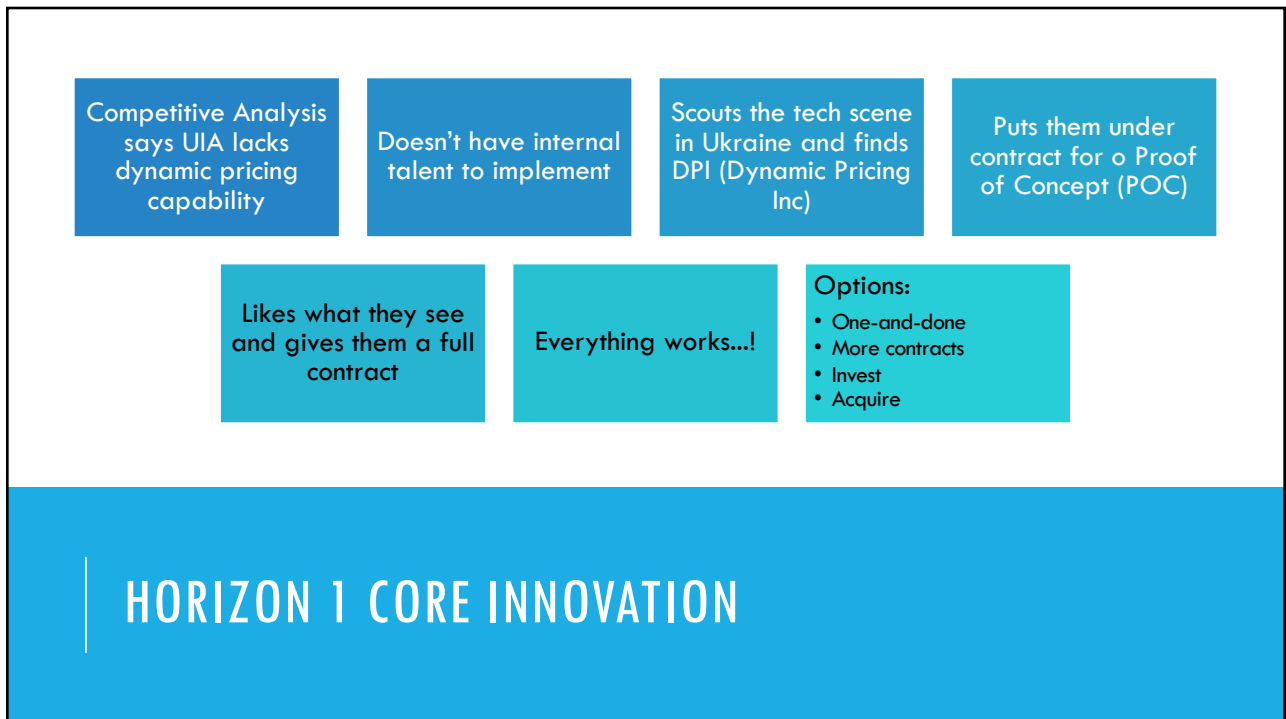 Competitive Analysis
says UIA lacks
dynamic pricing
capability
Doesn't have internal
talent to implement
Scouts the tech scene
in Ukraine and finds
DPI (Dynamic Pricing
Inc)
Puts them under
contract for o Proof
of Concept (POC)
Likes what they see
and gives them a full
contract
Everything works...!
Options:
• One-and-done
• More contracts
• Invest
• Acquire
HORIZON 1 CORE INNOVATION